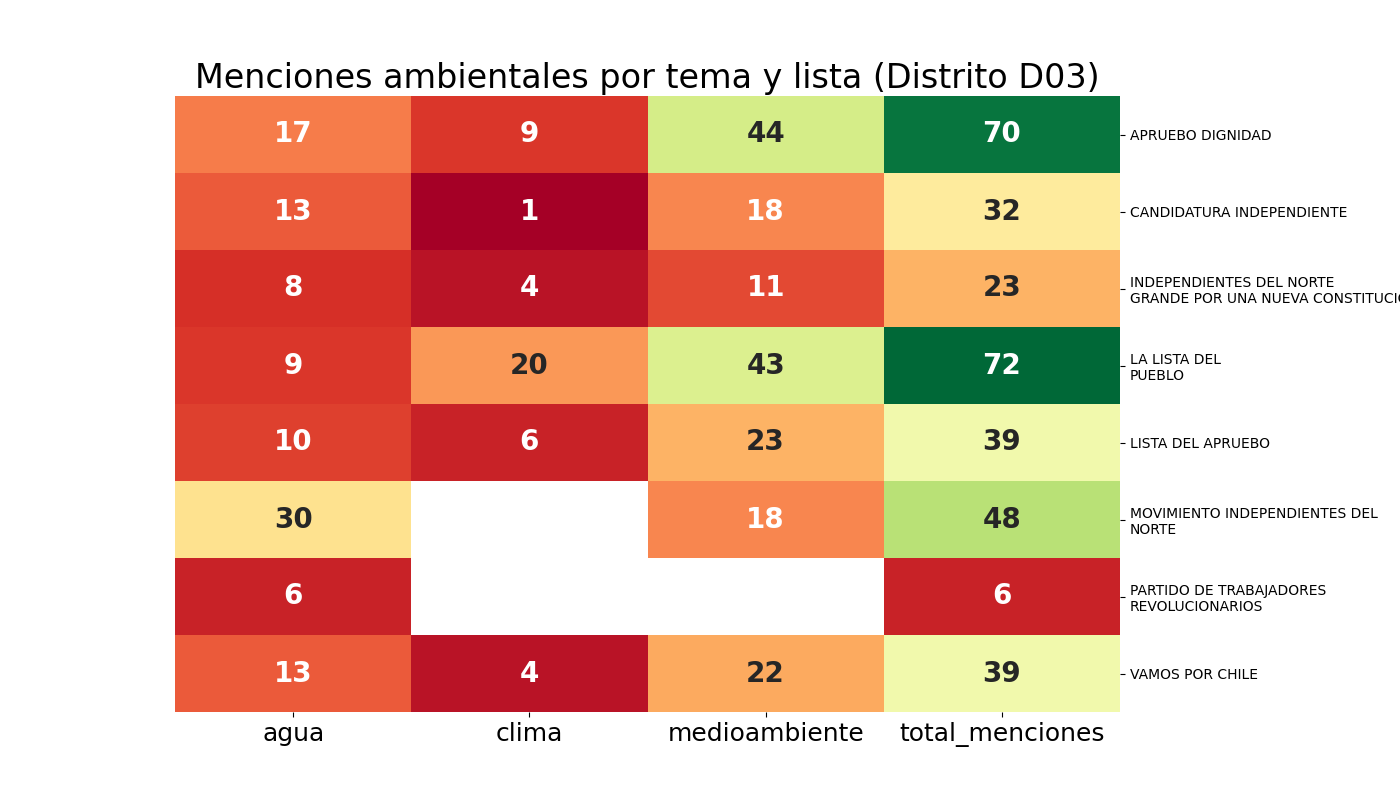 Menciones ambientales por tema y lista (Distrito D03)
17 9 44 70 APRUEBO DIGNIDAD
13 1 18 32 CANDIDATURA INDEPENDIENTE
8 4 11 23 INDEPENDIENTES DEL NORTE
GRANDE POR UNA NUEVA CONSTITUCI
9 20 43 72 LA LISTA DEL
PUEBLO
10 6 23 39 LISTA DEL APRUEBO
30 18 48 MOVIMIENTO INDEPENDIENTES DEL
NORTE
6 6 PARTIDO DE TRABAJADORES
REVOLUCIONARIOS
13 4 22 39 VAMOS POR CHILE
agua clima medioambiente total_menciones